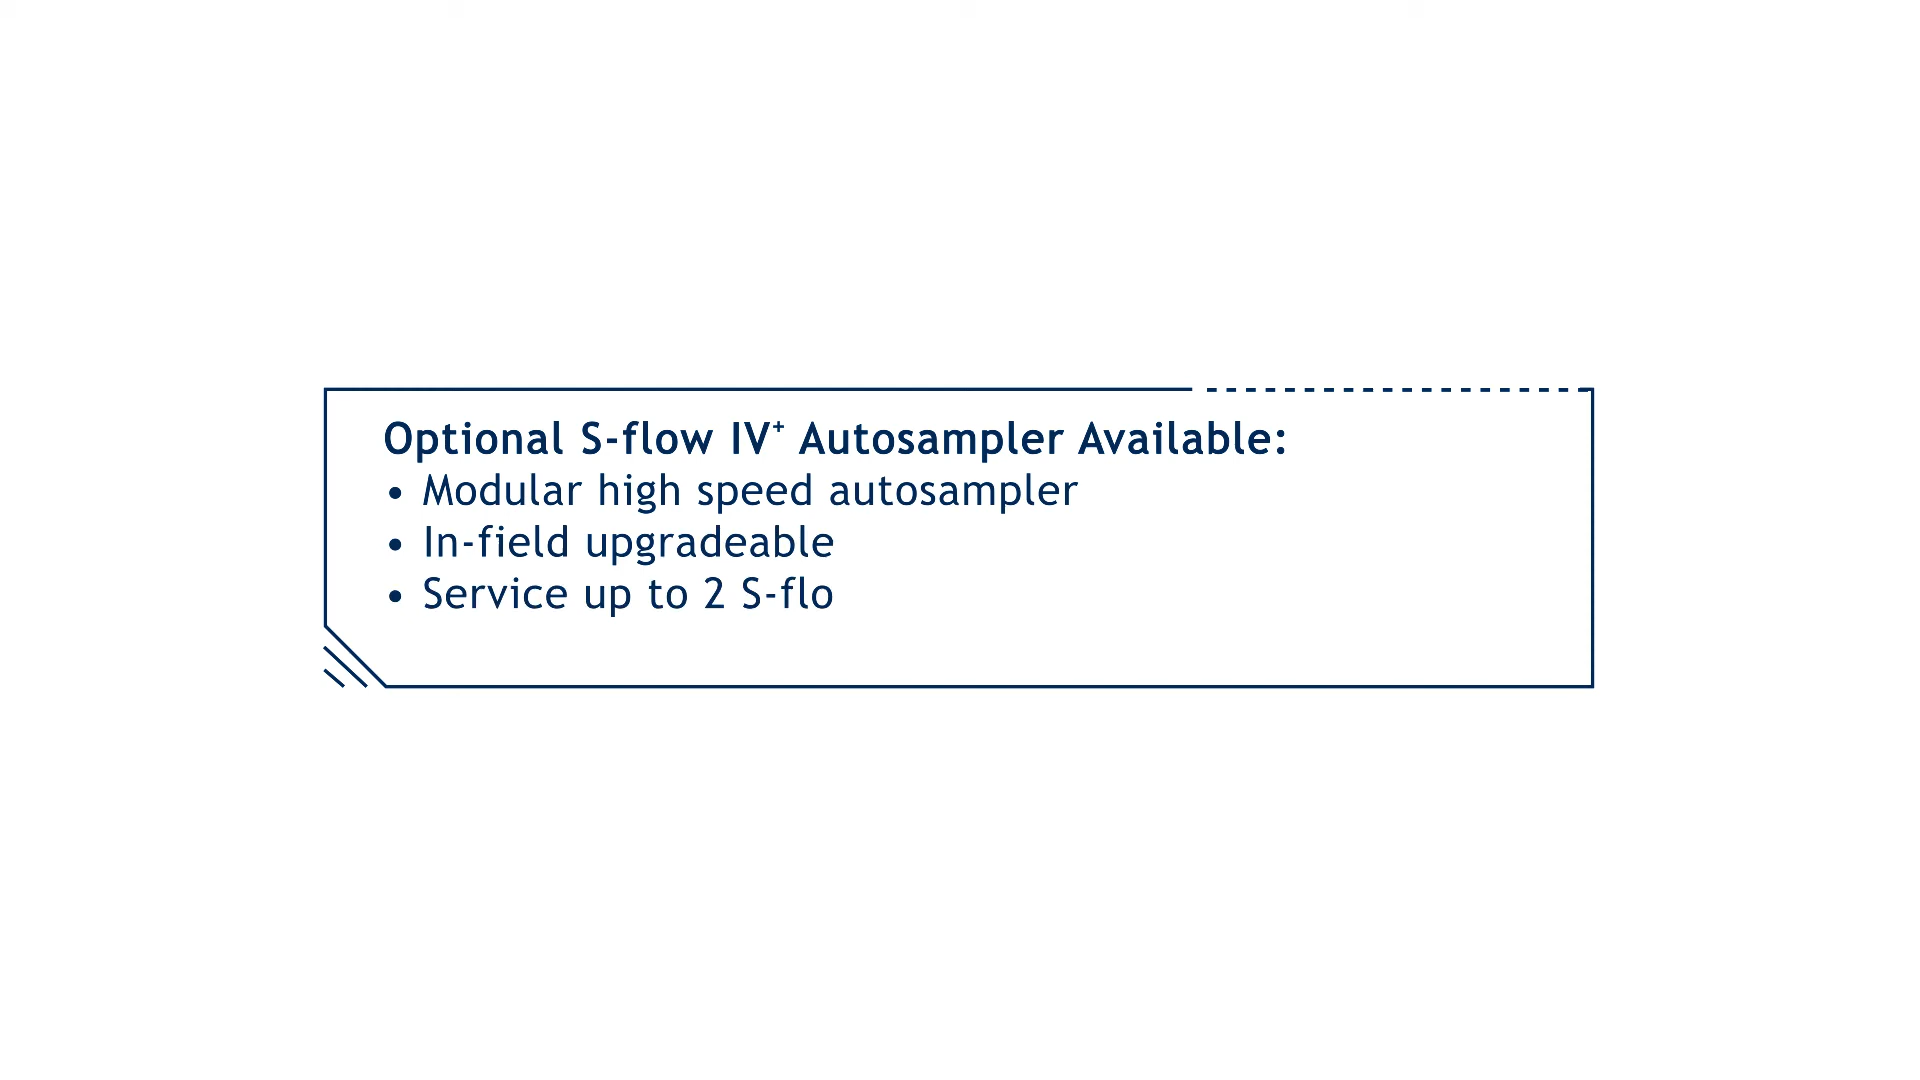 Optional S-flow IV⁺ Autosampler Available:
• Modular high speed autosampler
• In-field upgradeable
• Service up to 2 S-flo